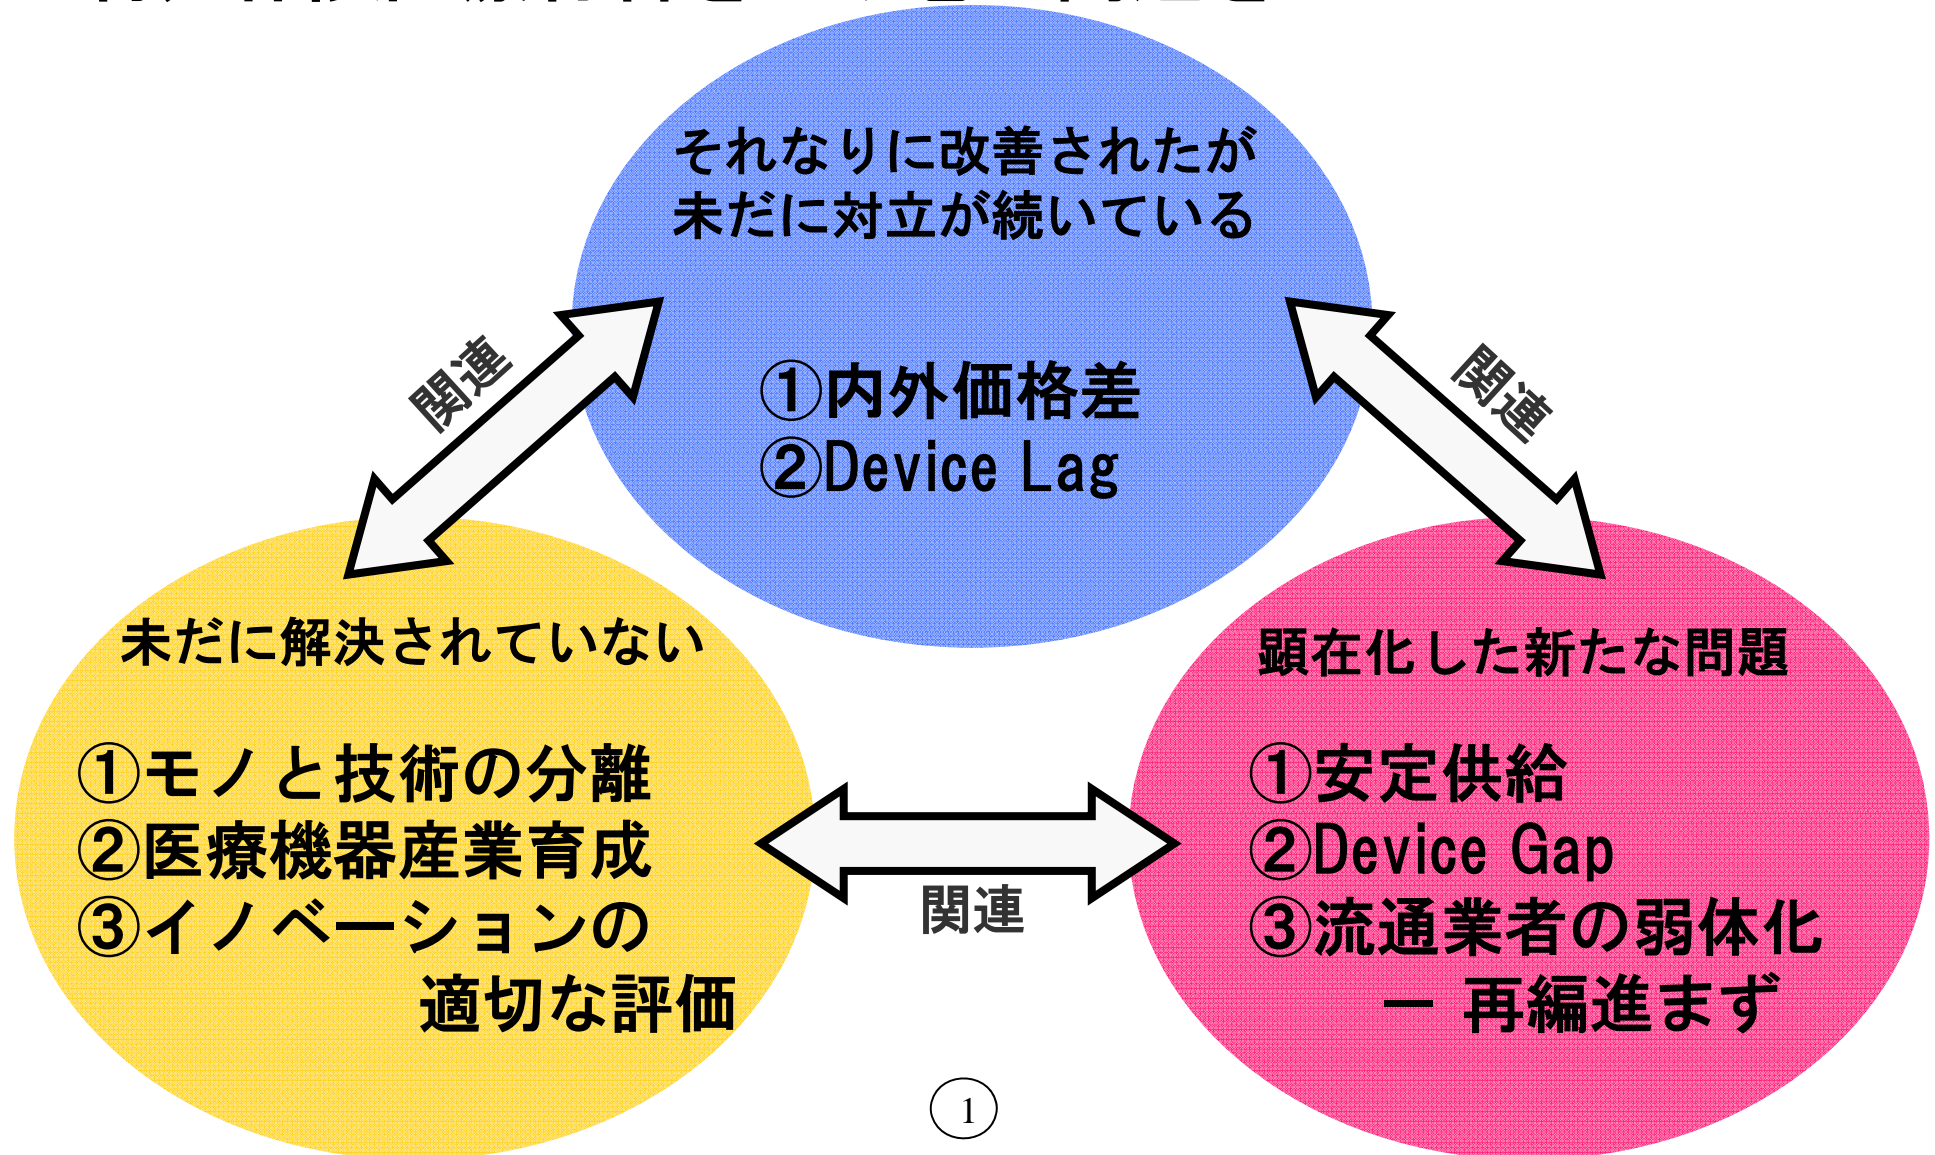 それなりに改善されたが
未だに対立が続いている
①内外価格差
②Device Lag
関連
関連
未だに解決されていない
①モノと技術の分離
②医療機器産業育成
③イノベーションの
適切な評価
顕在化した新たな問題
①安定供給
②Device Gap
③流通業者の弱体化
ー 再編進まず
関連
1